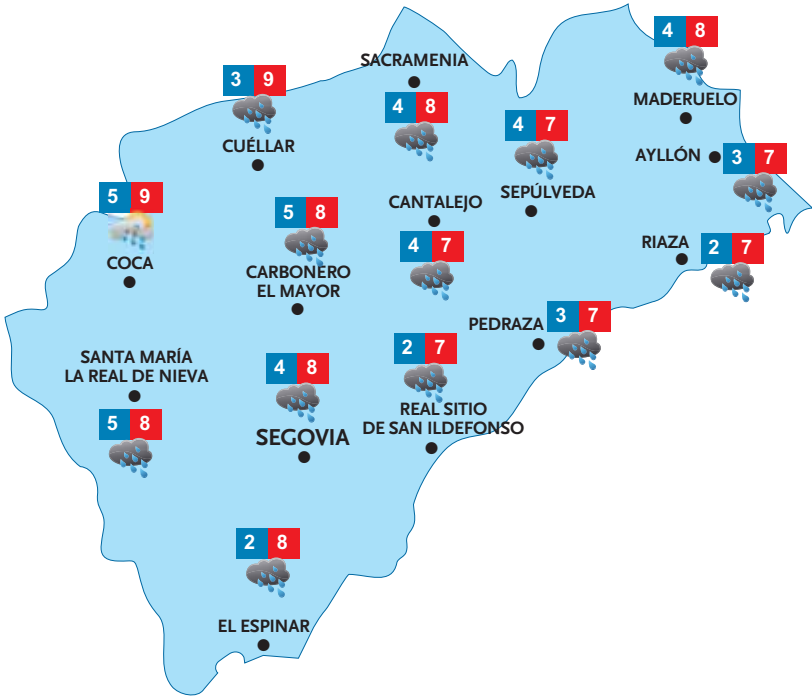 4 8
MADERUELO
SACRAMENIA
4 8
3 9
CUÉLLAR
4 7
SEPÚLVEDA
AYLLÓN
3 7
5 9
COCA
5 8
CARBONERO
EL MAYOR
CANTALEJO
4 7
RIAZA
2 7
PEDRAZA
3 7
SANTA MARÍA
LA REAL DE NIEVA
5 8
4 8
SEGOVIA
2 7
REAL SITIO
DE SAN ILDEFONSO
2 8
EL ESPINAR